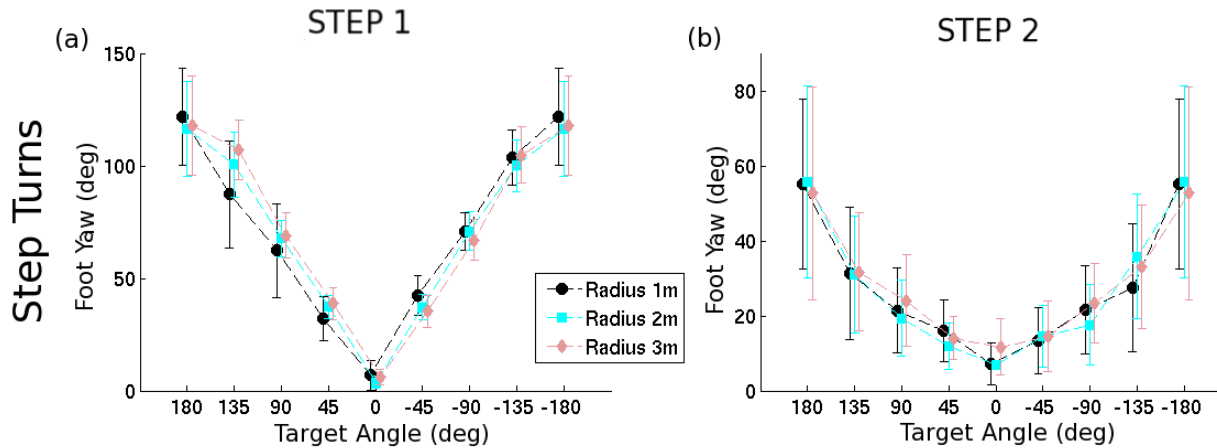 STEP 1
STEP 2
(a)
(b)
Step Turns
Foot Yaw (deg)
150
100
50
0
180 135 90 45 0 -45 -90 -135 -180
Target Angle (deg)
Radius 1m
Radius 2m
Radius 3m
Foot Yaw (deg)
80
60
40
20
0
180 135 90 45 0 -45 -90 -135 -180
Target Angle (deg)